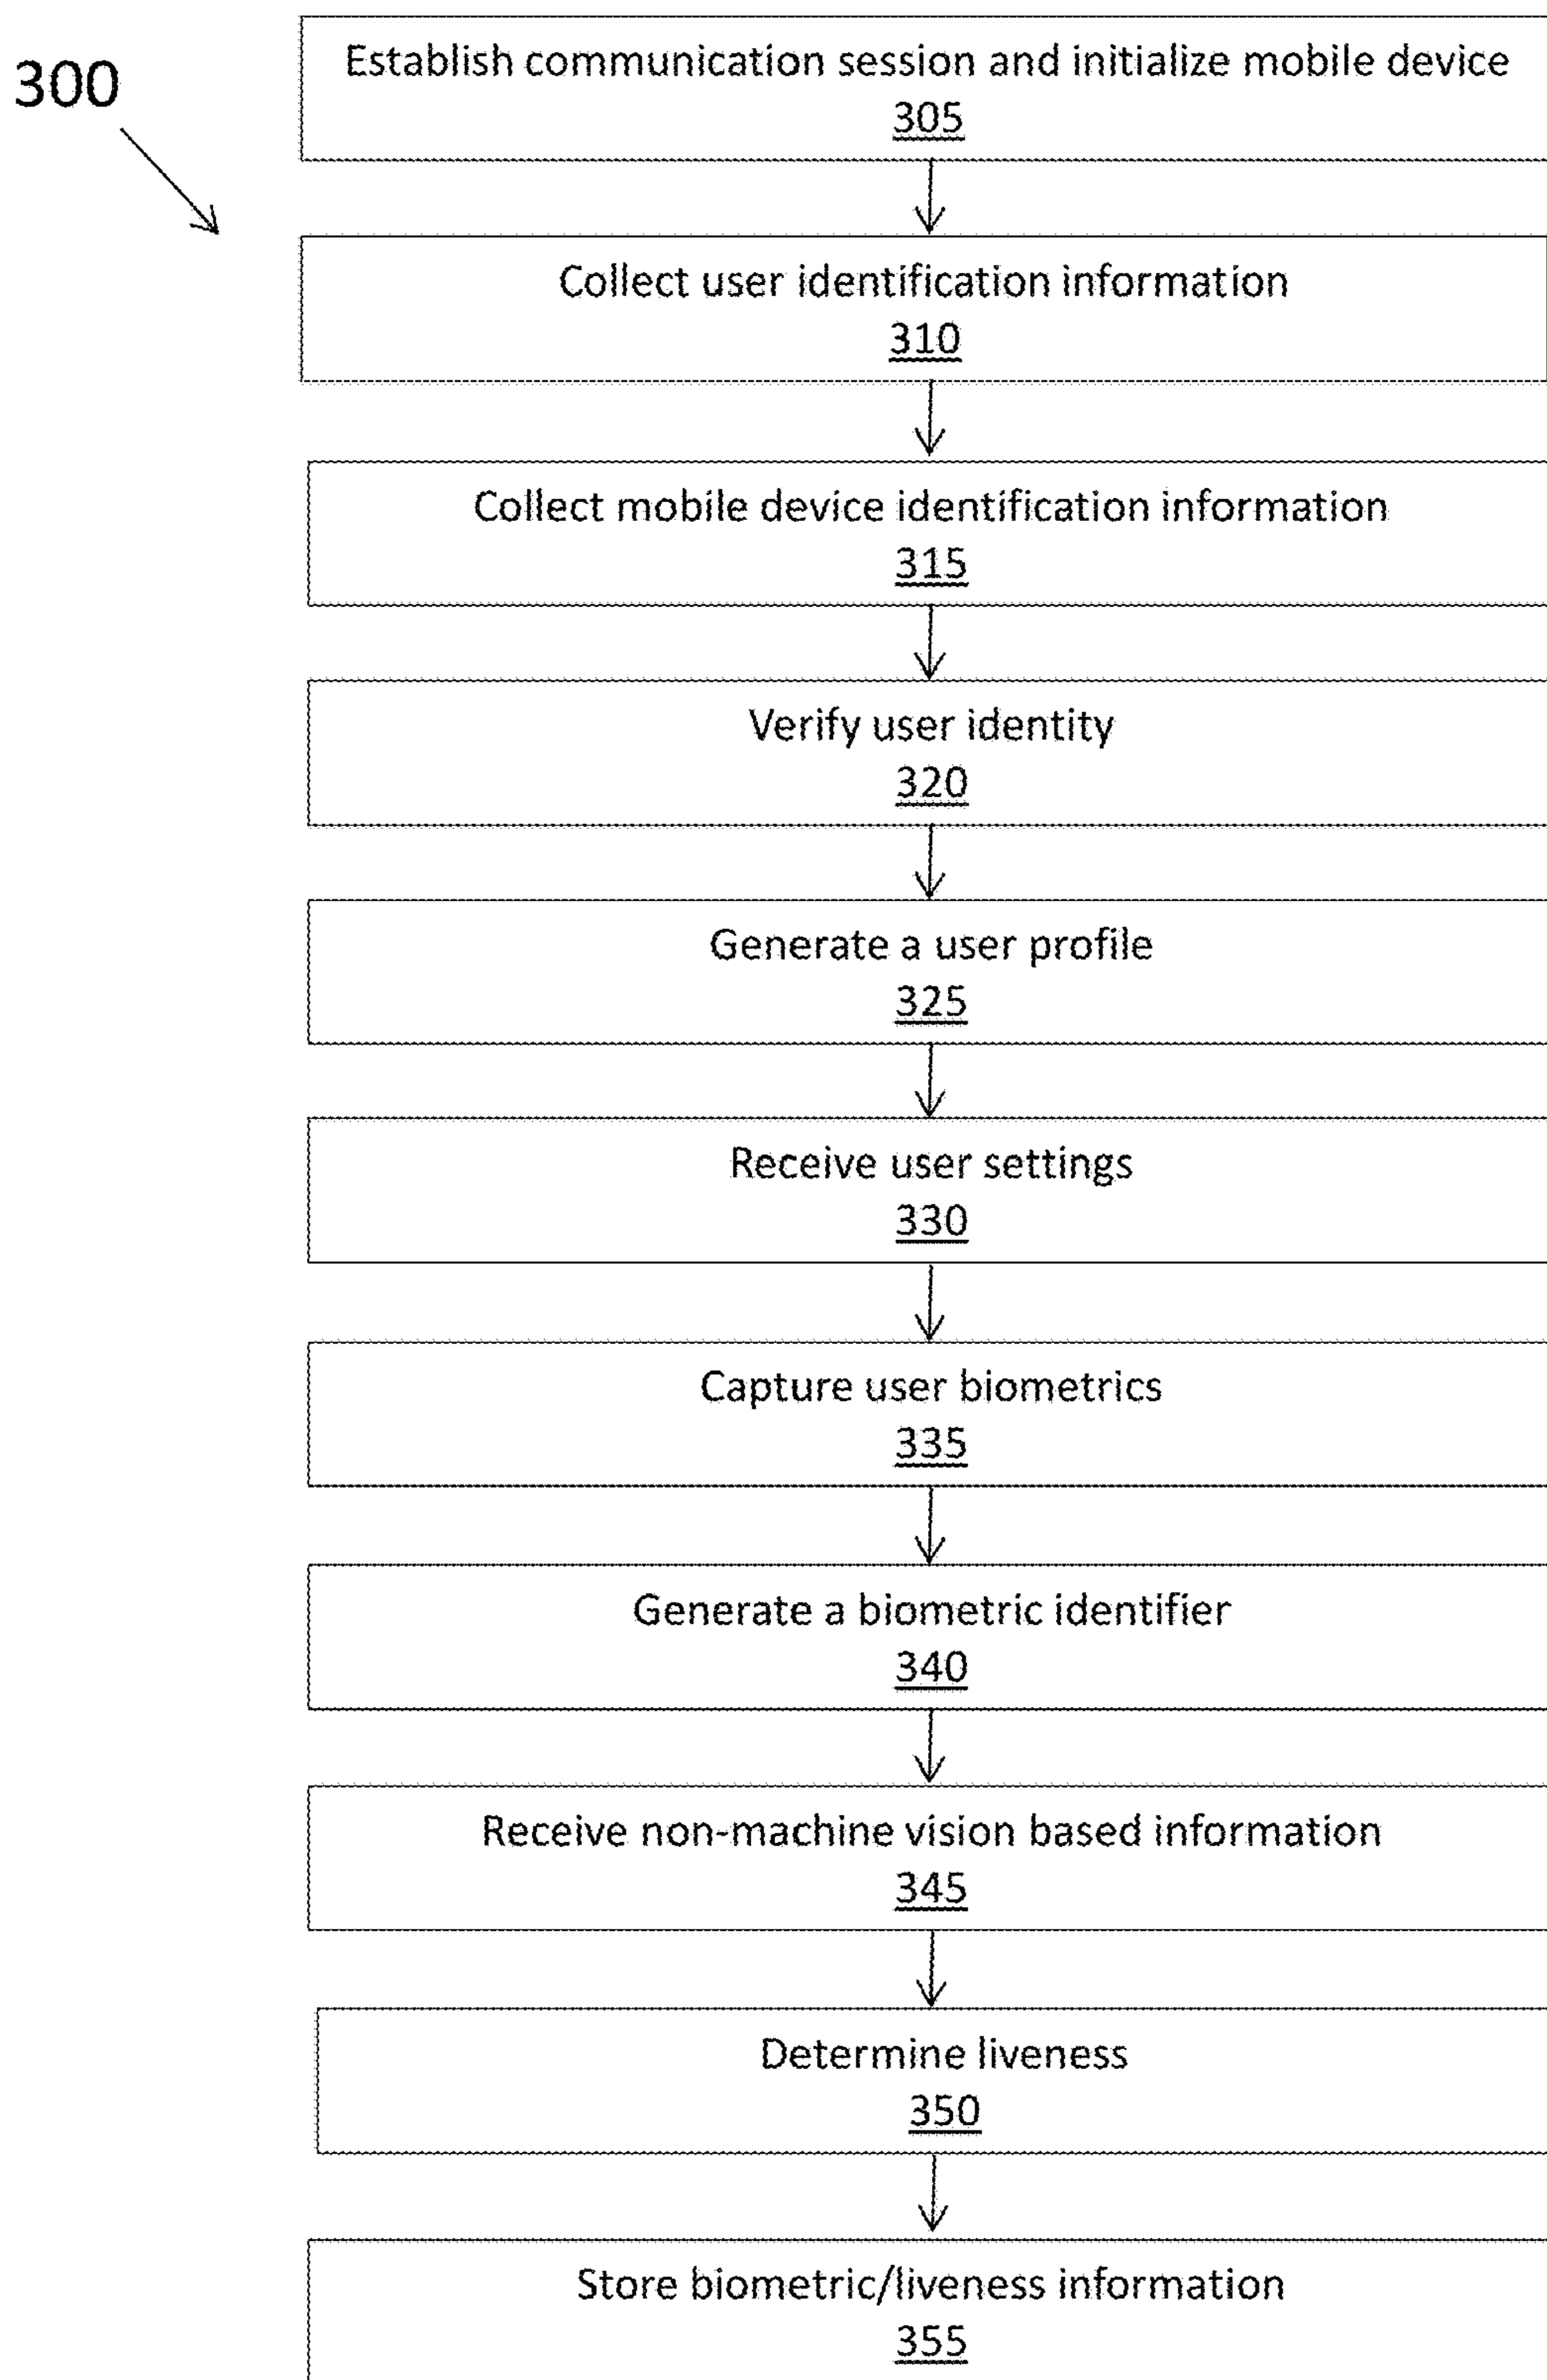 300
Establish communication session and initialize mobile device
305
Collect user identification information
310
Collect mobile device identification information
315
Verify user identity
320
Generate a user profile
325
Receive user settings
330
Capture user biometrics
335
Generate a biometric identifier
340
Receive non-machine vision based information
345
Determine liveness
350
Store biometric/liveness information
355